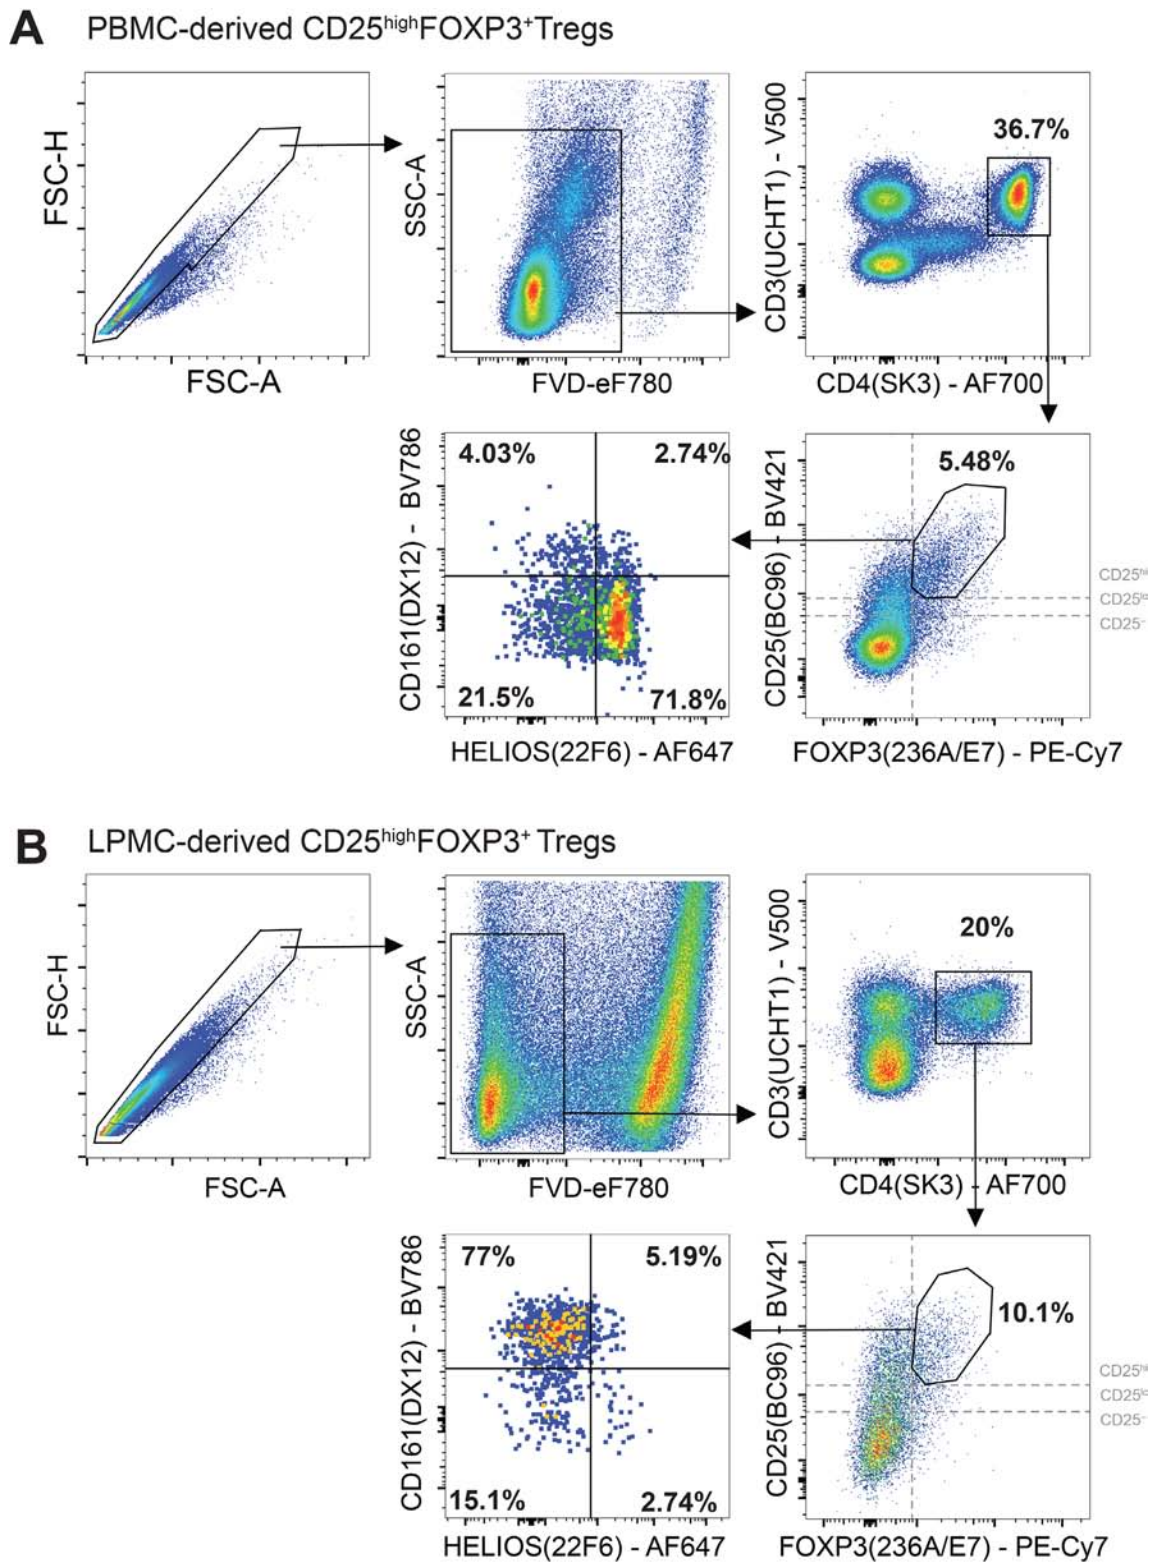 A PBMC-derived CD25highFOXP3+Tregs
FSC-H
FSC-A
SSC-A
FVD-eF780
CD3(UCHT1) - V500
36.7%
CD4(SK3) - AF700
CD161(DX12) - BV786
4.03%
2.74%
21.5%
71.8%
HELIOS(22F6) - AF647
CD25(BC96) - BV421
5.48%
CD25hi
CD25lo
CD25-
FOXP3(236A/E7) - PE-Cy7
B LPMC-derived CD25highFOXP3+ Tregs
FSC-H
FSC-A
SSC-A
FVD-eF780
CD3(UCHT1) - V500
20%
CD4(SK3) - AF700
CD161(DX12) - BV786
77%
5.19%
15.1%
2.74%
HELIOS(22F6) - AF647
CD25(BC96) - BV421
10.1%
CD25hi
CD25lo
CD25-
FOXP3(236A/E7) - PE-Cy7